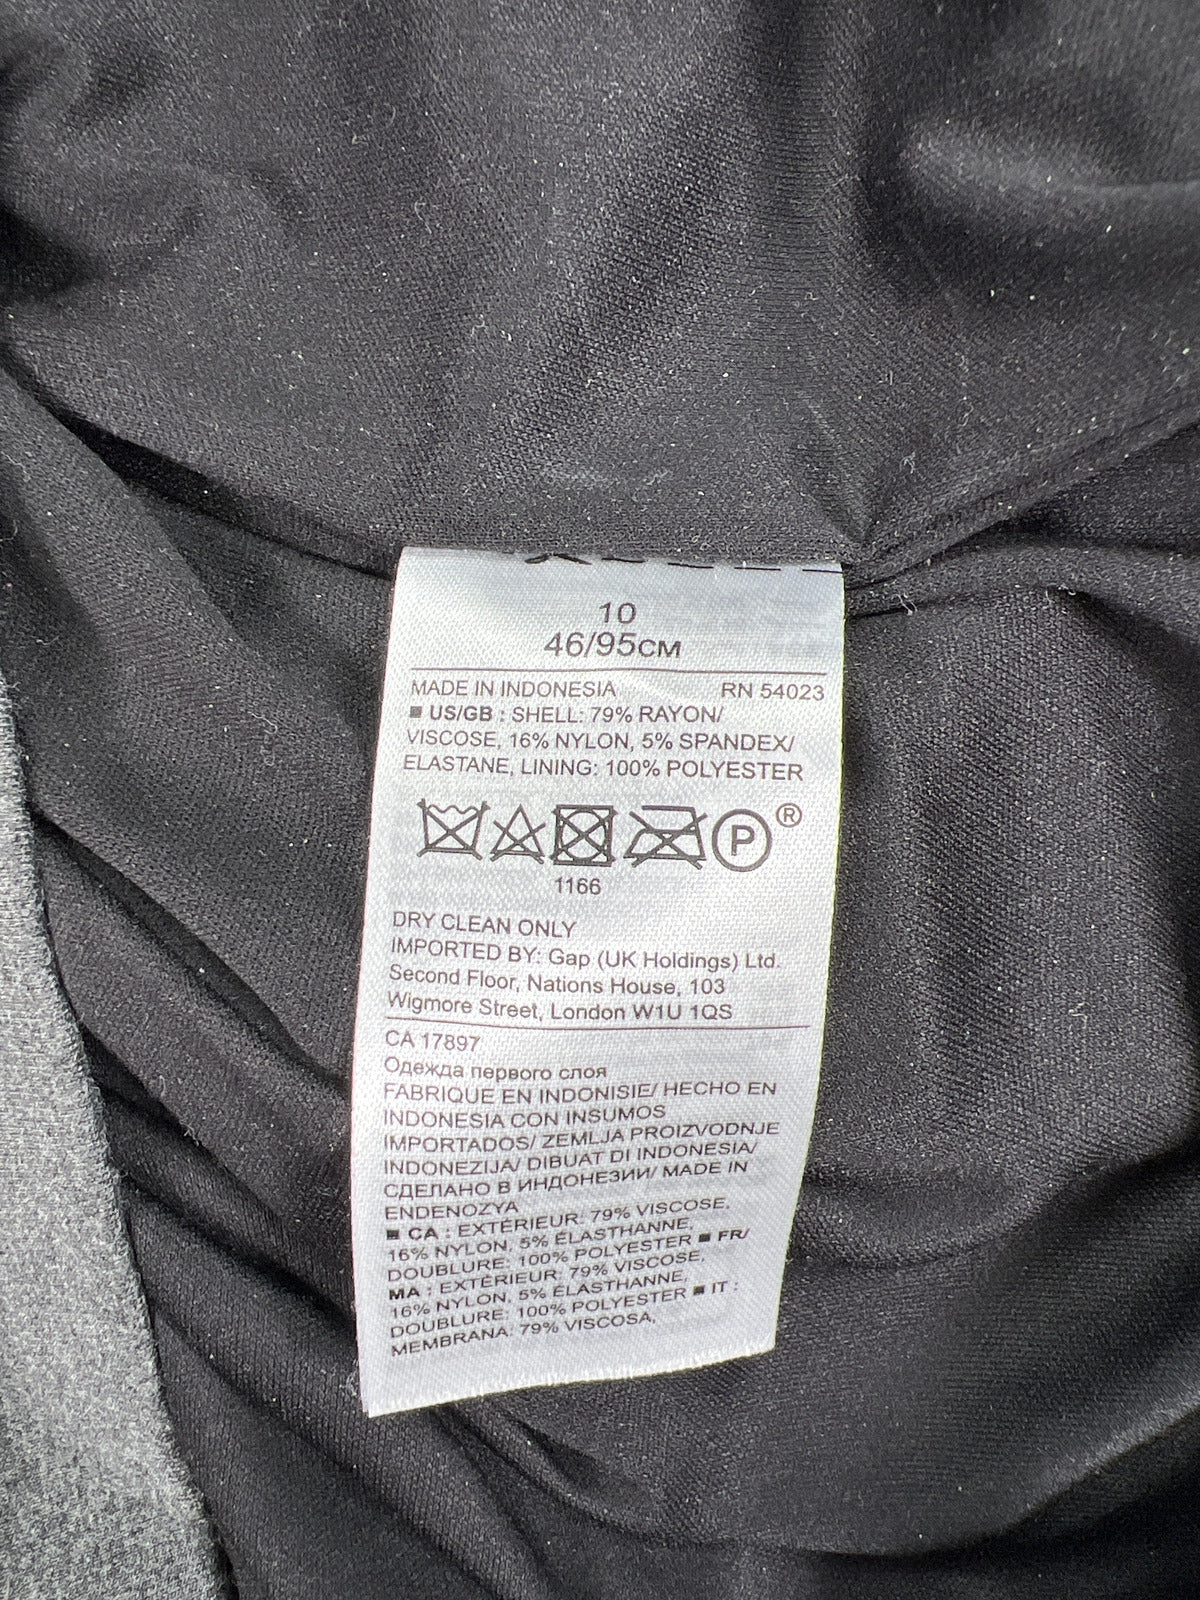 10
46/95CM
MADE IN INDONESIA RN 54023
■ US/GB : SHELL: 79% RAYON/
VISCOSE, 16% NYLON, 5% SPANDEX/
ELASTANE, LINING: 100% POLYESTER
P ®
1166
DRY CLEAN ONLY
IMPORTED BY: Gap (UK Holdings) Ltd.
Second Floor, Nations House, 103
Wigmore Street, London W1U 1QS
CA 17897
Одежда первого слоя
FABRIQUE EN INDONISIE/ HECHO EN
INDONESIA CON INSUMOS
IMPORTADOS/ ZEMLJA PROIZVODNJE
INDONEZIJA/ DIBUAT DI INDONESIA/
СДЕЛАНО В ИНДОНЕЗИИ/ MADE IN
ENDENOZYA
■ CA : EXTÉRIEUR: 79% VISCOSE,
16% NYLON, 5% ÉLASTHANNE,
DOUBLURE: 100% POLYESTER ■ FR/
MA : EXTÉRIEUR: 79% VISCOSE,
16% NYLON, 5% ÉLASTHANNE,
DOUBLURE: 100% POLYESTER ■ IT :
MEMBRANA: 79% VISCOSA,